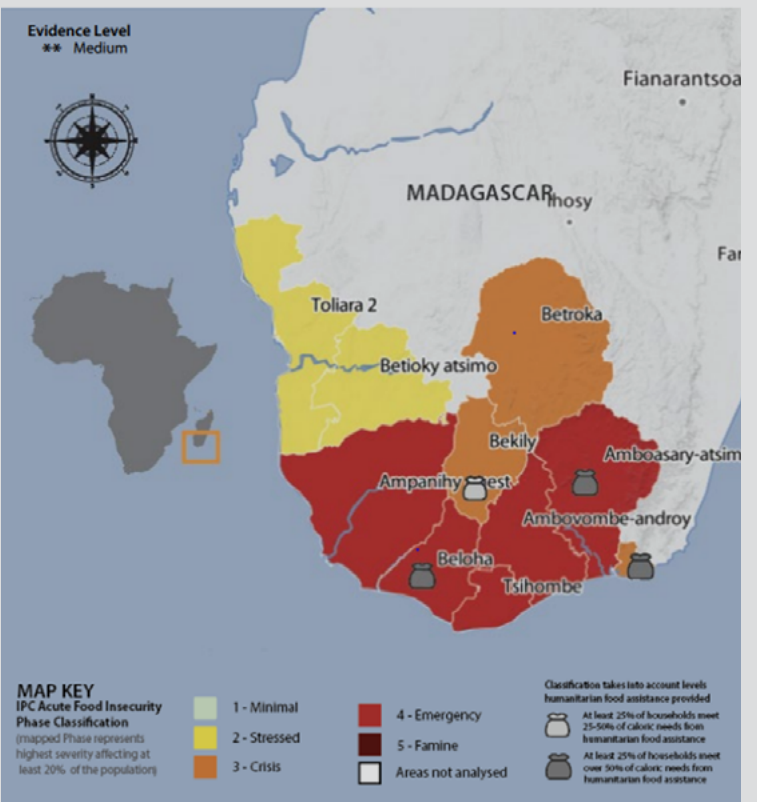 Evidence Level
** Medium
Fianarantsoa
MADAGASCAR
Ihosy
Far
Toliara 2
Betroka
Betioky atsimo
Bekily
Amboasary-atsim
Ampanihy est
Ambovombe-androy
Beloha
Tsihombe
MAP KEY
IPC Acute Food Insecurity
Phase Classification
(mapped Phase represents
highest severity affecting at
least 20% of the population)
1 - Minimal
2 - Stressed
3 - Crisis
4 - Emergency
5 - Famine
Areas not analysed
Classification takes into account levels
humanitarian food assistance provided
At least 25% of households meet
25-50% of caloric needs from
humanitarian food assistance
At least 25% of households meet
over 50% of caloric needs from
humanitarian food assistance